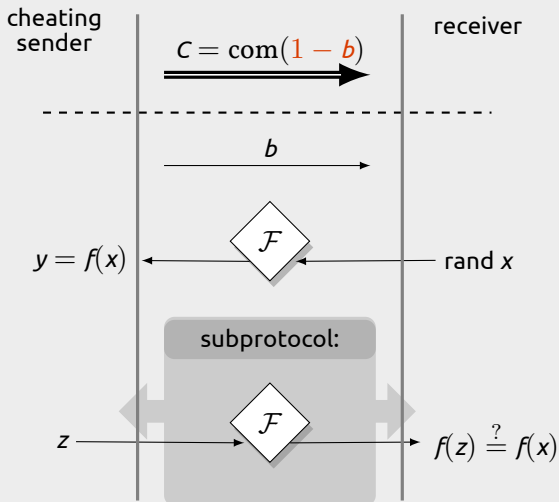 cheating sender
receiver
C = com(1 − b)
b
y = f(x)
ℱ
rand x
subprotocol:
z
ℱ
f(z) ≟ f(x)